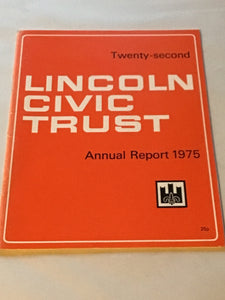 Twenty-second
LINCOLN
CIVIC
TRUST
Annual Report 1975
25p